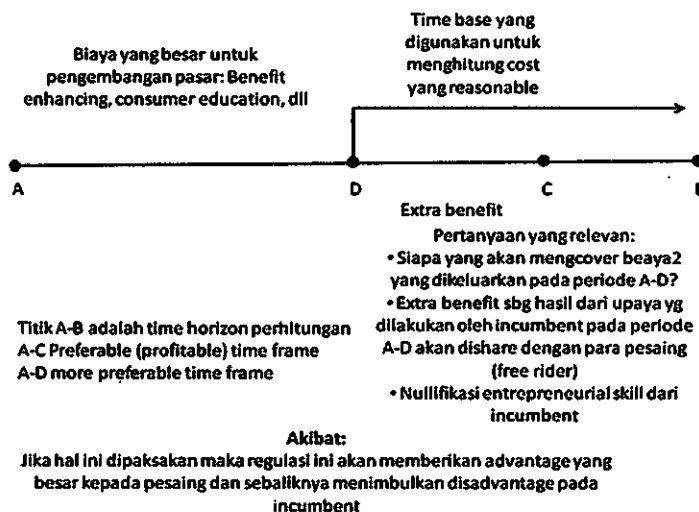 Biaya yang besar untuk
pengembangan pasar: Benefit
enhancing, consumer education, dll
Time base yang
digunakan untuk
menghitung cost
yang reasonable
A
D
C
Extra benefit
Pertanyaan yang relevan:
• Siapa yang akan mengcover beaya2
yang dikeluarkan pada periode A-D?
• Extra benefit sbg hasil dari upaya yg
dilakukan oleh incumbent pada periode
A-D akan dishare dengan para pesaing
(free rider)
• Nullifikasi entrepreneurial skill dari
incumbent
Titik A-B adalah time horizon perhitungan
A-C Preferable (profitable) time frame
A-D more preferable time frame
Akibat:
Jika hal ini dipaksakan maka regulasi ini akan memberikan advantage yang
besar kepada pesaing dan sebaliknya menimbulkan disadvantage pada
incumbent